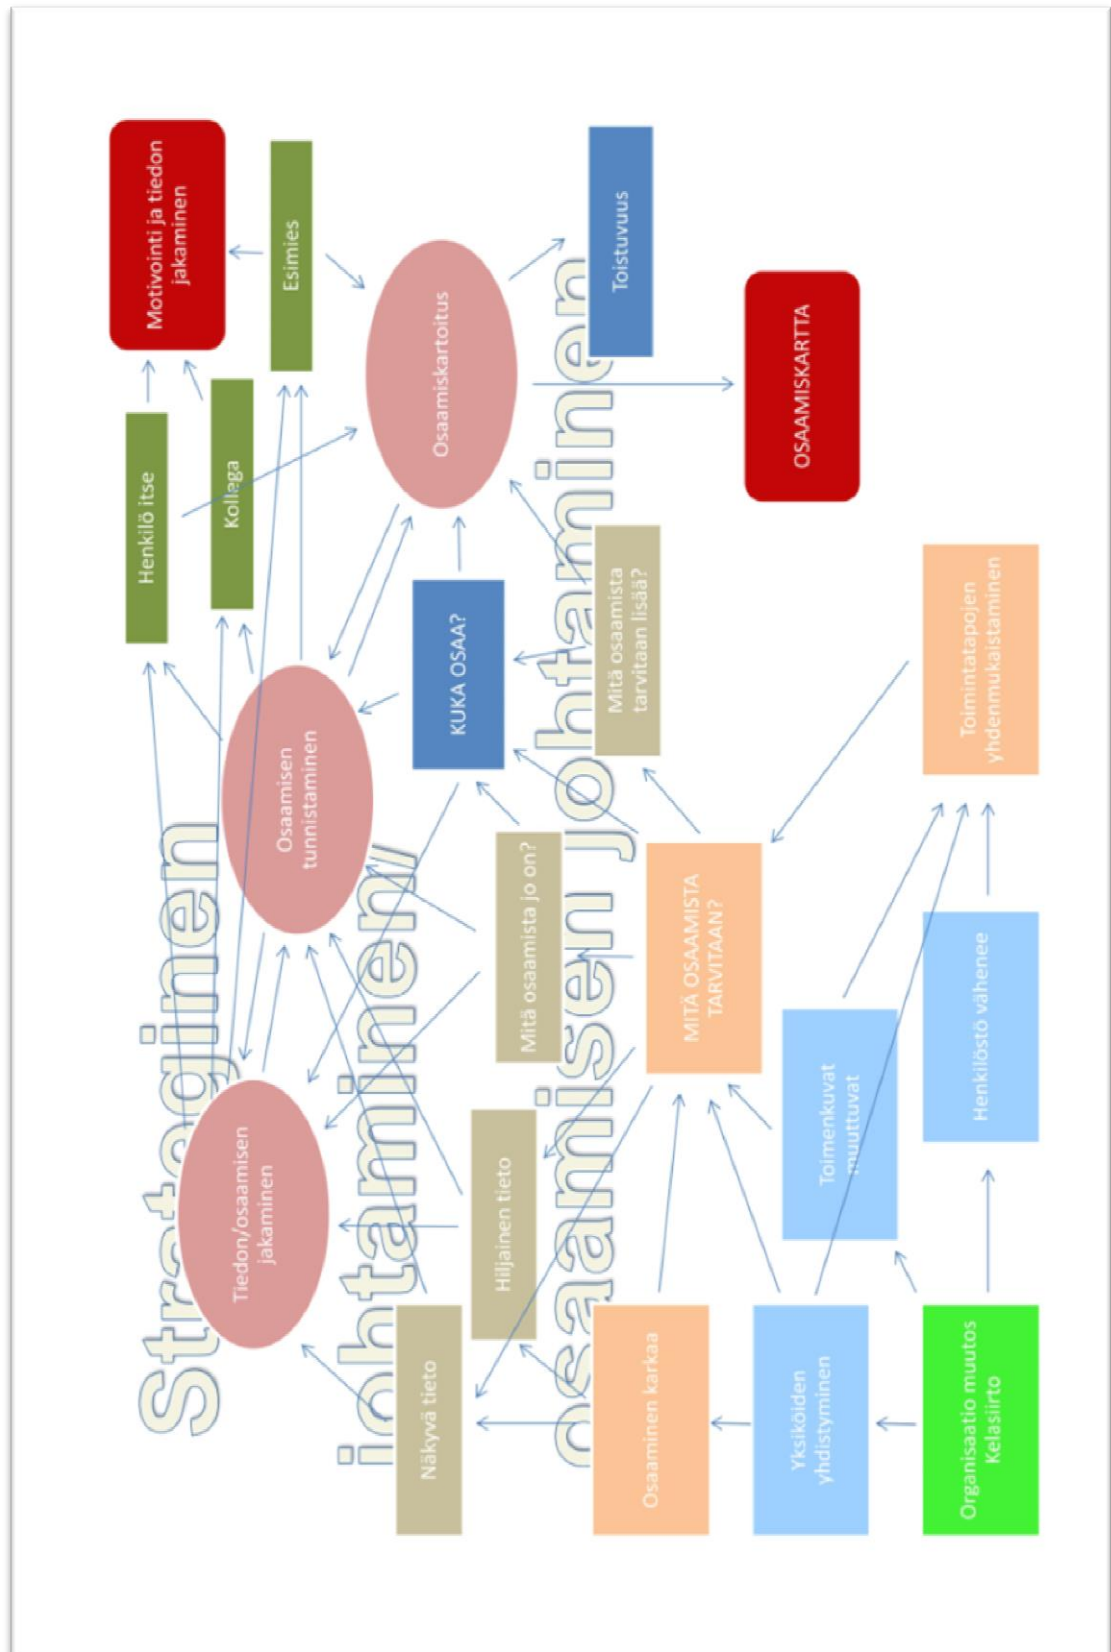 Strateginen
johtaminen/
osaamisen johtaminen
Motivointi ja tiedon
jakaminen
Henkilö itse
Kollega
Esimies
Tiedon/osaamisen
jakaminen
Osaamisen
tunnistaminen
Osaamiskartoitus
Näkyvä tieto
Hiljainen tieto
Mitä osaamista jo on?
KUKA OSAA?
Mitä osaamista
tarvitaan lisää?
Toistuvuus
Osaaminen karkaa
MITÄ OSAAMISTA
TARVITAAN?
OSAAMISKARTTA
Yksiköiden
yhdistyminen
Toimenkuvat
muuttuvat
Organisaatio muutos
Kelasiirto
Henkilöstö vähenee
Toimintatapojen
yhdenmukaistaminen